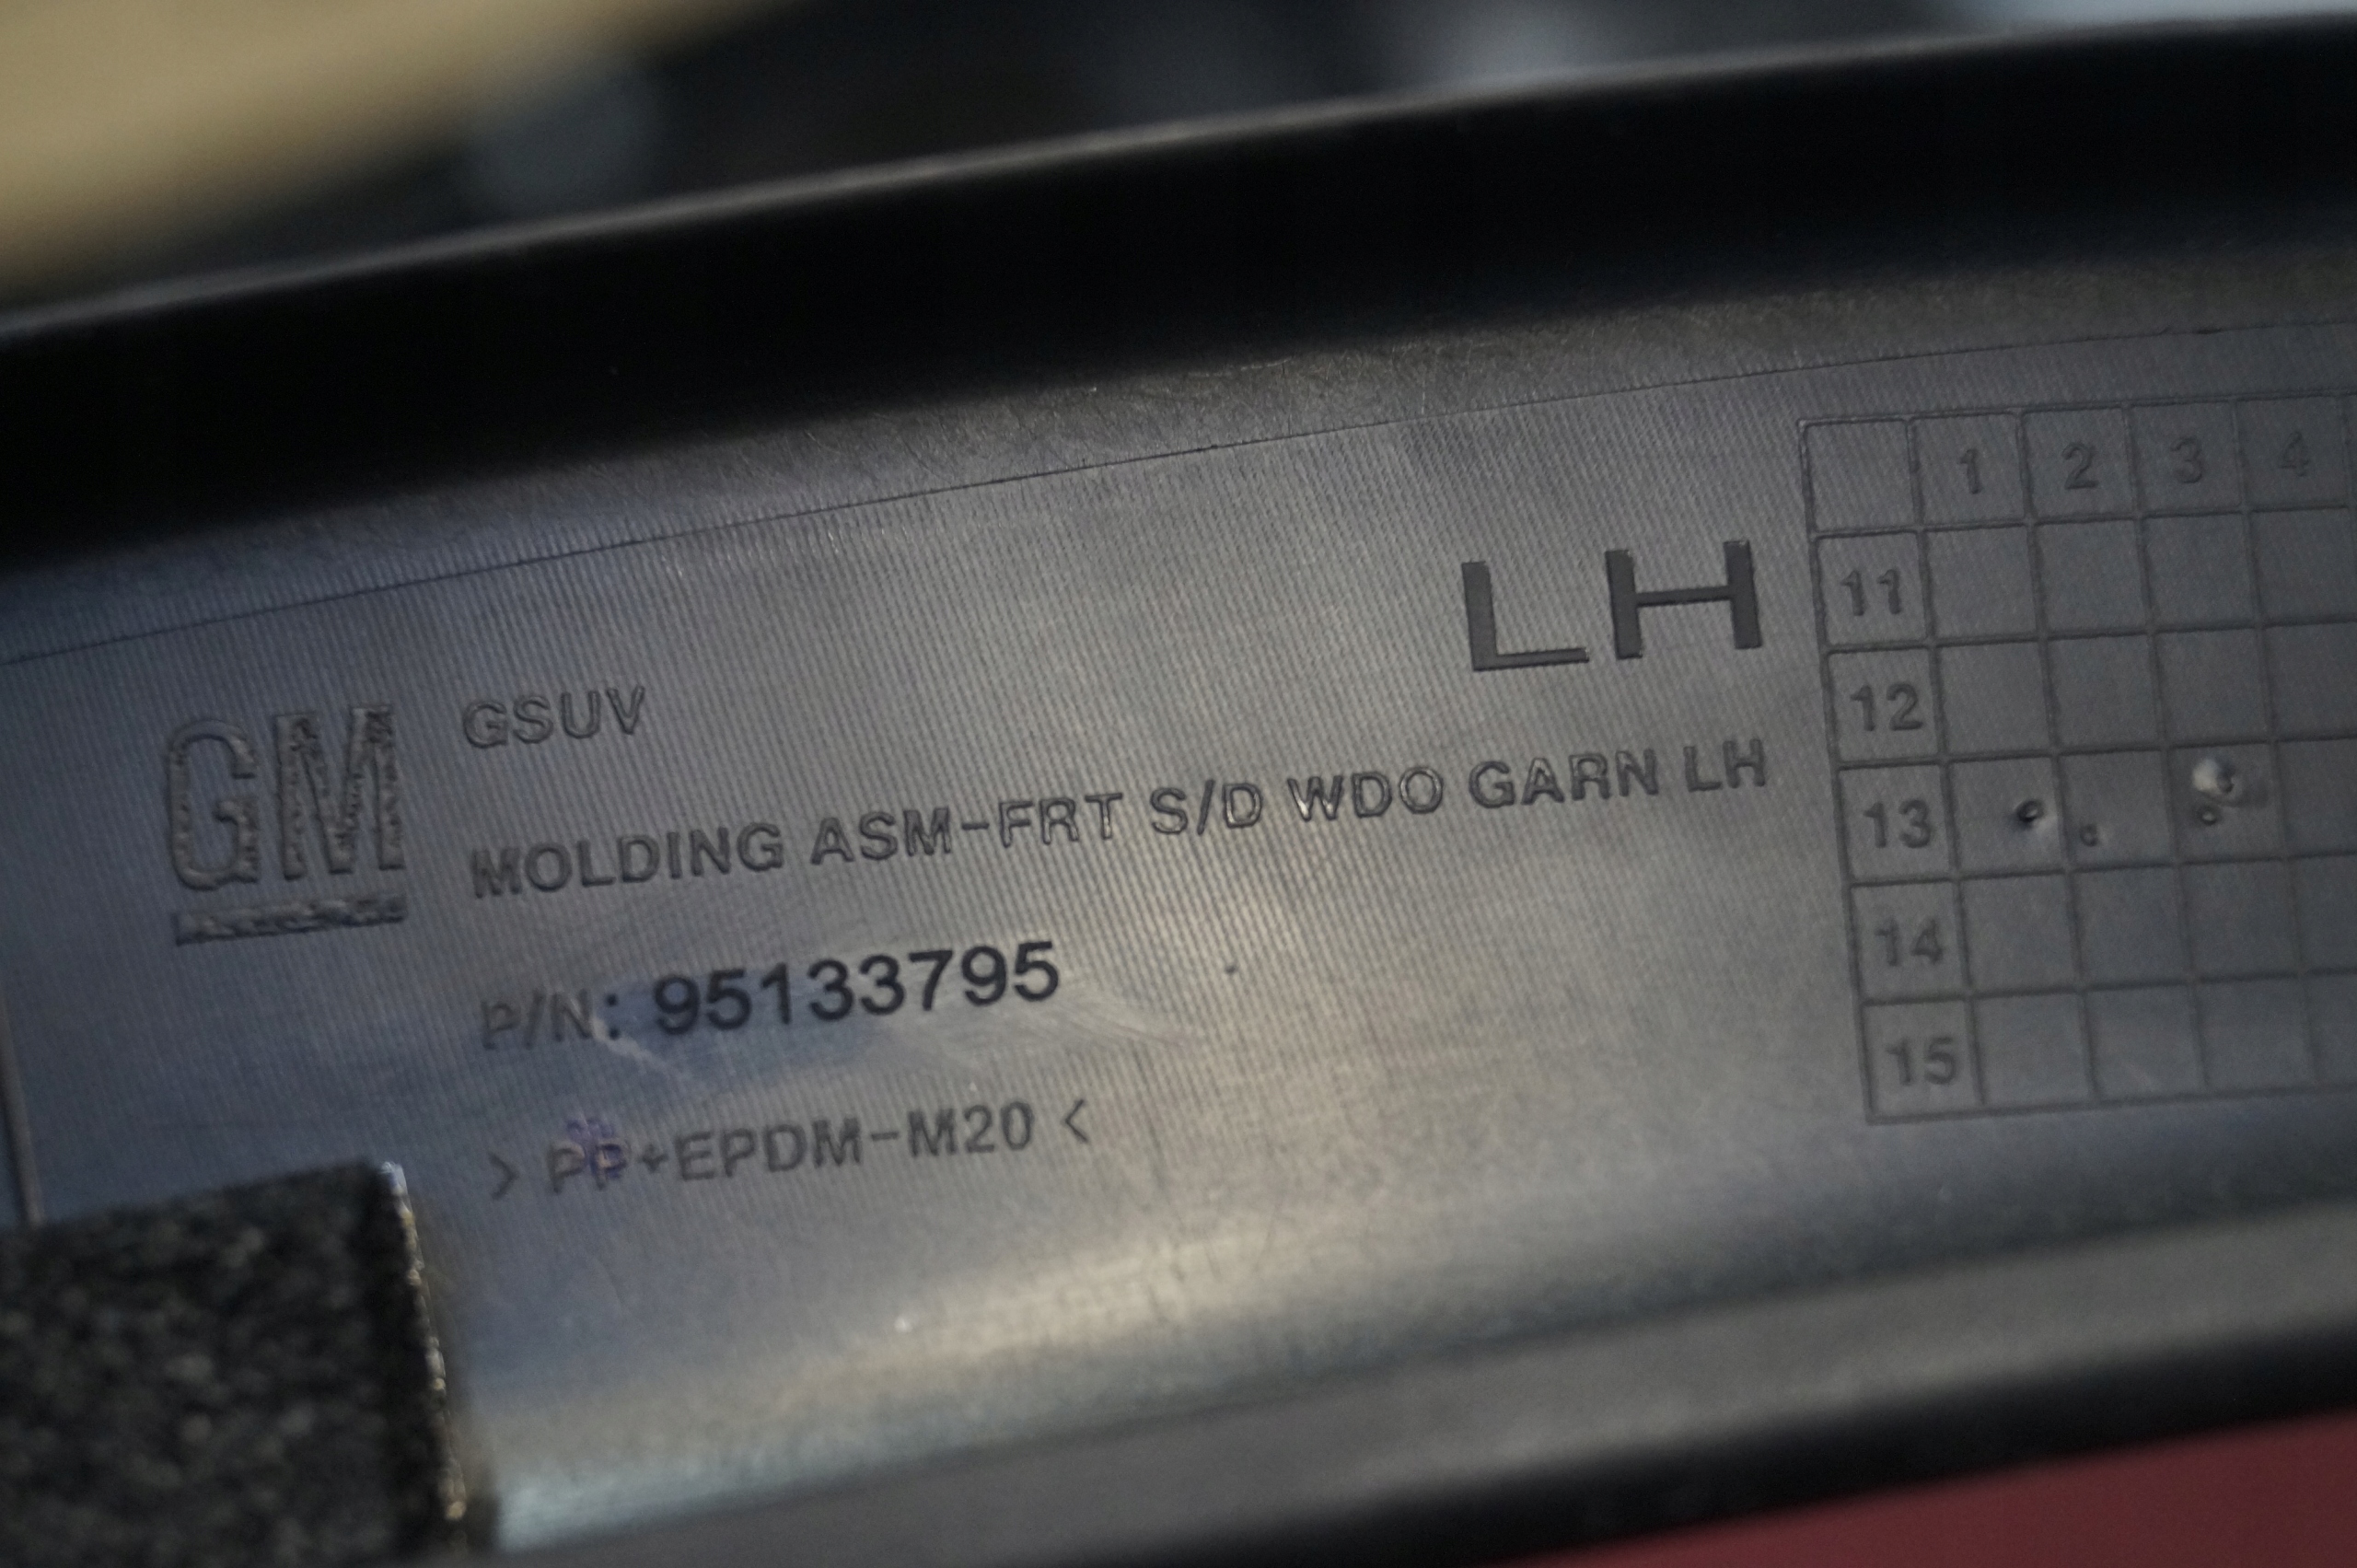 GM
GSUV
LH
MOLDING ASM-FRT S/D WDO GARN LH
P/N: 95133795
> PP+EPDM-M20 <
1 2 3 4
11
12
13
14
15